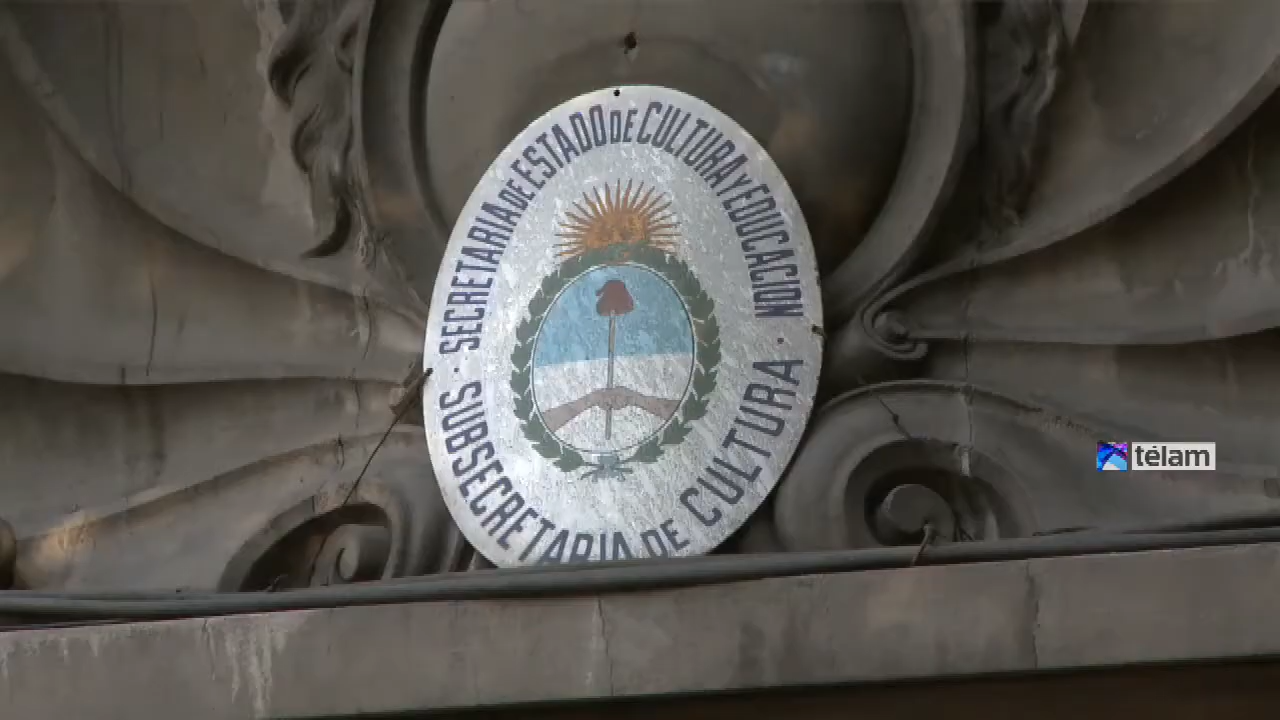 SECRETARIA DE ESTADO DE CULTURA Y EDUCACION
· SUBSECRETARIA DE CULTURA ·
télam